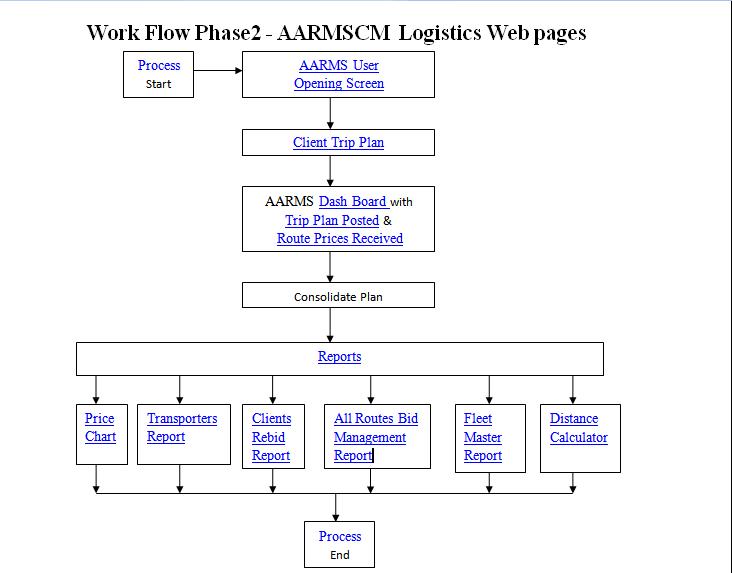 Work Flow Phase2 - AARMSCM Logistics Web pages
Process
Start
AARMS User
Opening Screen
Client Trip Plan
AARMS Dash Board with
Trip Plan Posted &
Route Prices Received
Consolidate Plan
Reports
Price
Chart
Transporters
Report
Clients
Rebid
Report
All Routes Bid
Management
Report
Fleet
Master
Report
Distance
Calculator
Process
End